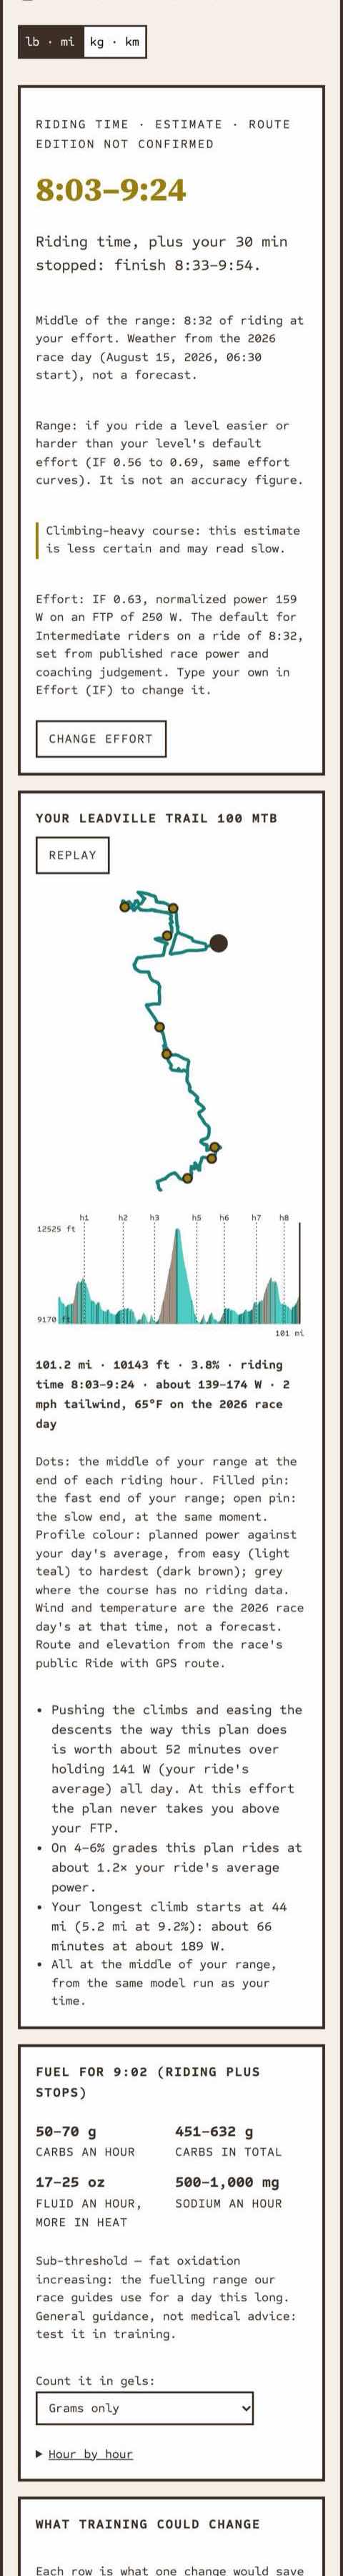 lb · mi
kg · km
RIDING TIME · ESTIMATE · ROUTE
EDITION NOT CONFIRMED
8:03–9:24
Riding time, plus your 30 min
stopped: finish 8:33–9:54.
Middle of the range: 8:32 of riding at
your effort. Weather from the 2026
race day (August 15, 2026, 06:30
start), not a forecast.
Range: if you ride a level easier or
harder than your level's default
effort (IF 0.56 to 0.69, same effort
curves). It is not an accuracy figure.
Climbing-heavy course: this estimate
is less certain and may read slow.
Effort: IF 0.63, normalized power 159
W on an FTP of 250 W. The default for
Intermediate riders on a ride of 8:32,
set from published race power and
coaching judgement. Type your own in
Effort (IF) to change it.
CHANGE EFFORT
YOUR LEADVILLE TRAIL 100 MTB
REPLAY
h1 h2 h3 h5 h6 h7 h8
12525 ft
9170 ft
101 mi
101.2 mi · 10143 ft · 3.8% · riding
time 8:03–9:24 · about 139–174 W · 2
mph tailwind, 65°F on the 2026 race
day
Dots: the middle of your range at the
end of each riding hour. Filled pin:
the fast end of your range; open pin:
the slow end, at the same moment.
Profile colour: planned power against
your day's average, from easy (light
teal) to hardest (dark brown); grey
where the course has no riding data.
Wind and temperature are the 2026 race
day's at that time, not a forecast.
Route and elevation from the race's
public Ride with GPS route.
• Pushing the climbs and easing the
descents the way this plan does
is worth about 52 minutes over
holding 141 W (your ride's
average) all day. At this effort
the plan never takes you above
your FTP.
• On 4–6% grades this plan rides at
about 1.2× your ride's average
power.
• Your longest climb starts at 44
mi (5.2 mi at 9.2%): about 66
minutes at about 189 W.
• All at the middle of your range,
from the same model run as your
time.
FUEL FOR 9:02 (RIDING PLUS
STOPS)
50–70 g
CARBS AN HOUR
451–632 g
CARBS IN TOTAL
17–25 oz
FLUID AN HOUR,
MORE IN HEAT
500–1,000 mg
SODIUM AN HOUR
Sub-threshold — fat oxidation
increasing: the fuelling range our
race guides use for a day this long.
General guidance, not medical advice:
test it in training.
Count it in gels:
Grams only
Hour by hour
WHAT TRAINING COULD CHANGE
Each row is what one change would save